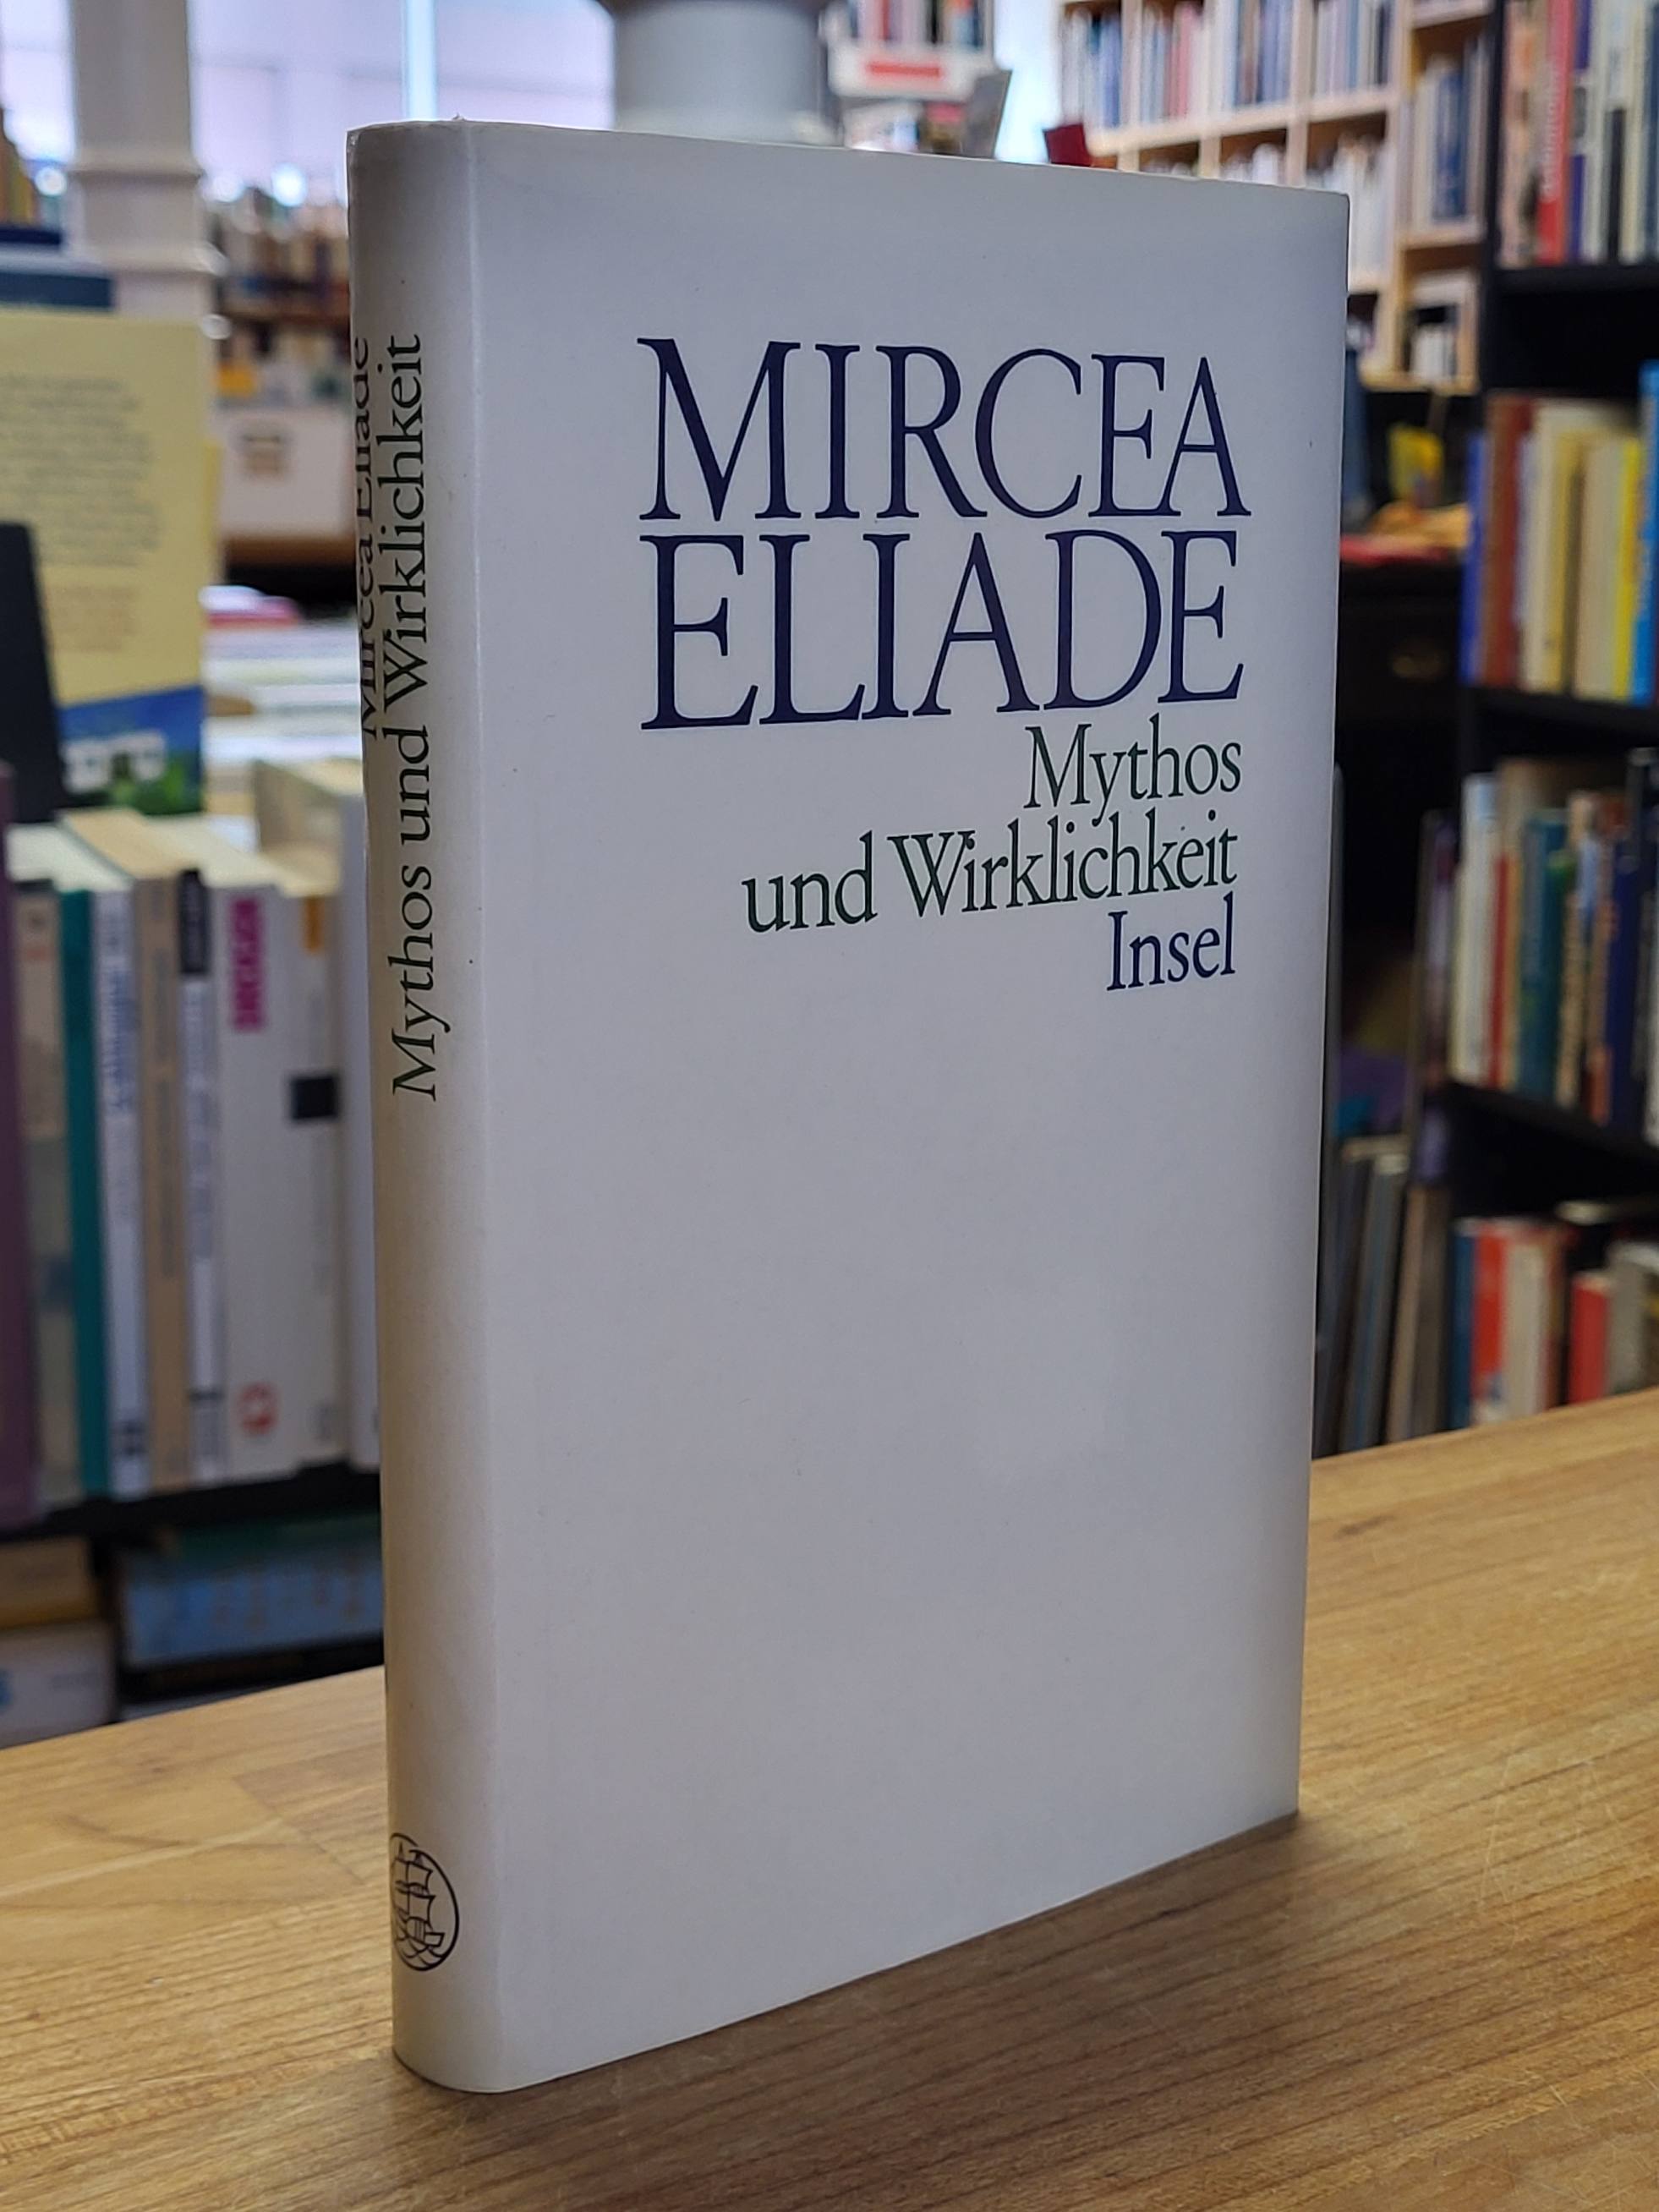 MIRCEA
ELIADE
Mythos
und Wirklichkeit
Insel
Mircea Eliade
Mythos und Wirklichkeit